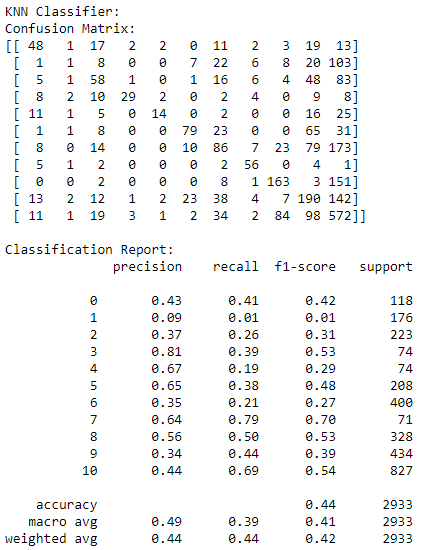 KNN Classifier:
Confusion Matrix:
[[ 48   1  17   2   2   0  11   2   3  19  13]
 [  1   1   8   0   0   7  22   6   8  20 103]
 [  5   1  58   1   0   1  16   6   4  48  83]
 [  8   2  10  29   2   0   2   4   0   9   8]
 [ 11   1   5   0  14   0   2   0   0  16  25]
 [  1   1   8   0   0  79  23   0   0  65  31]
 [  8   0  14   0   0  10  86   7  23  79 173]
 [  5   1   2   0   0   0   2  56   0   4   1]
 [  0   0   2   0   0   0   8   1 163   3 151]
 [ 13   2  12   1   2  23  38   4   7 190 142]
 [ 11   1  19   3   1   2  34   2  84  98 572]]
Classification Report:
              precision    recall  f1-score   support
           0       0.43      0.41      0.42       118
           1       0.09      0.01      0.01       176
           2       0.37      0.26      0.31       223
           3       0.81      0.39      0.53        74
           4       0.67      0.19      0.29        74
           5       0.65      0.38      0.48       208
           6       0.35      0.21      0.27       400
           7       0.64      0.79      0.70        71
           8       0.56      0.50      0.53       328
           9       0.34      0.44      0.39       434
          10       0.44      0.69      0.54       827
    accuracy                           0.44      2933
   macro avg       0.49      0.39      0.41      2933
weighted avg       0.44      0.44      0.42      2933